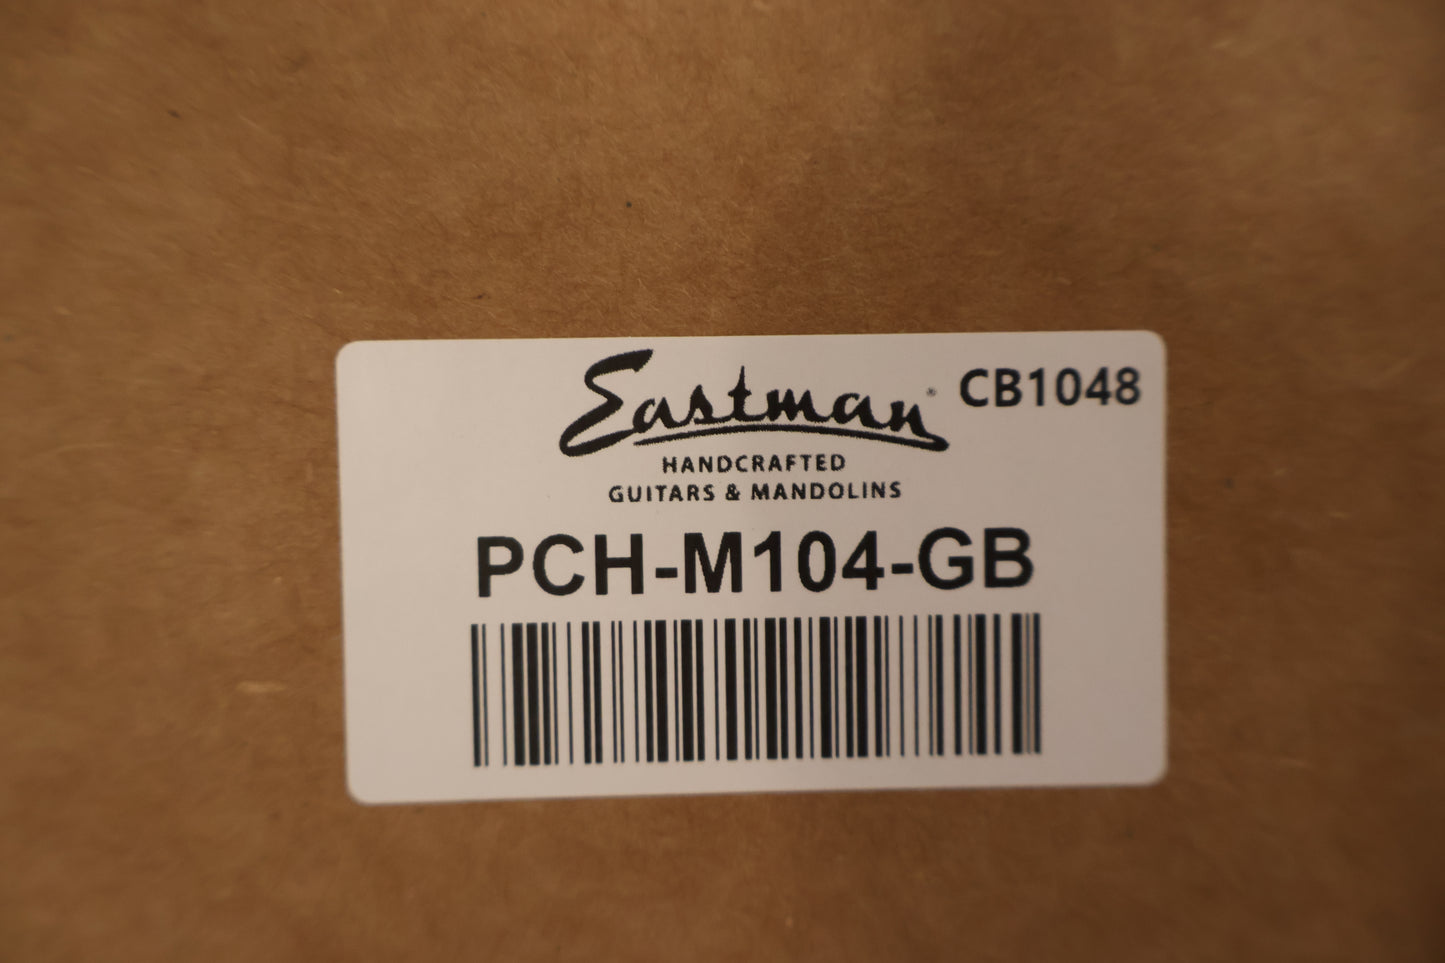 Eastman® CB1048
HANDCRAFTED
GUITARS & MANDOLINS
PCH-M104-GB